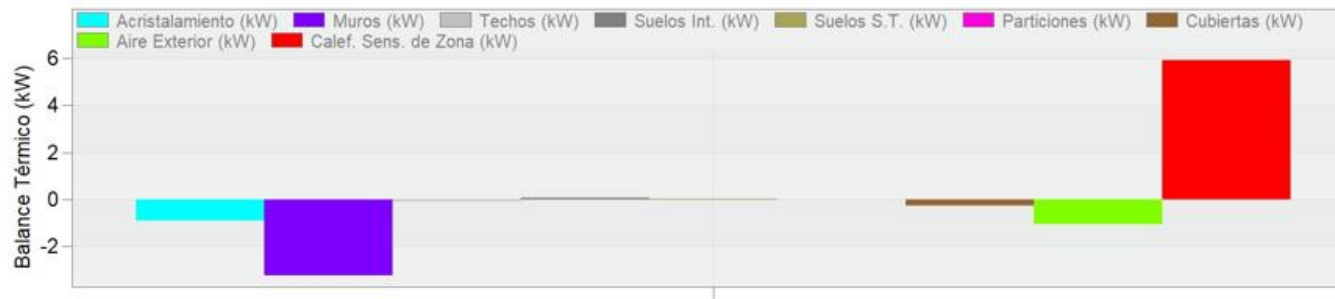 Acristalamiento (kW) Muros (kW) Techos (kW) Suelos Int. (kW) Suelos S.T. (kW) Particiones (kW) Cubiertas (kW)
Aire Exterior (kW) Calef. Sens. de Zona (kW)
Balance Térmico (kW)
6
4
2
0
-2